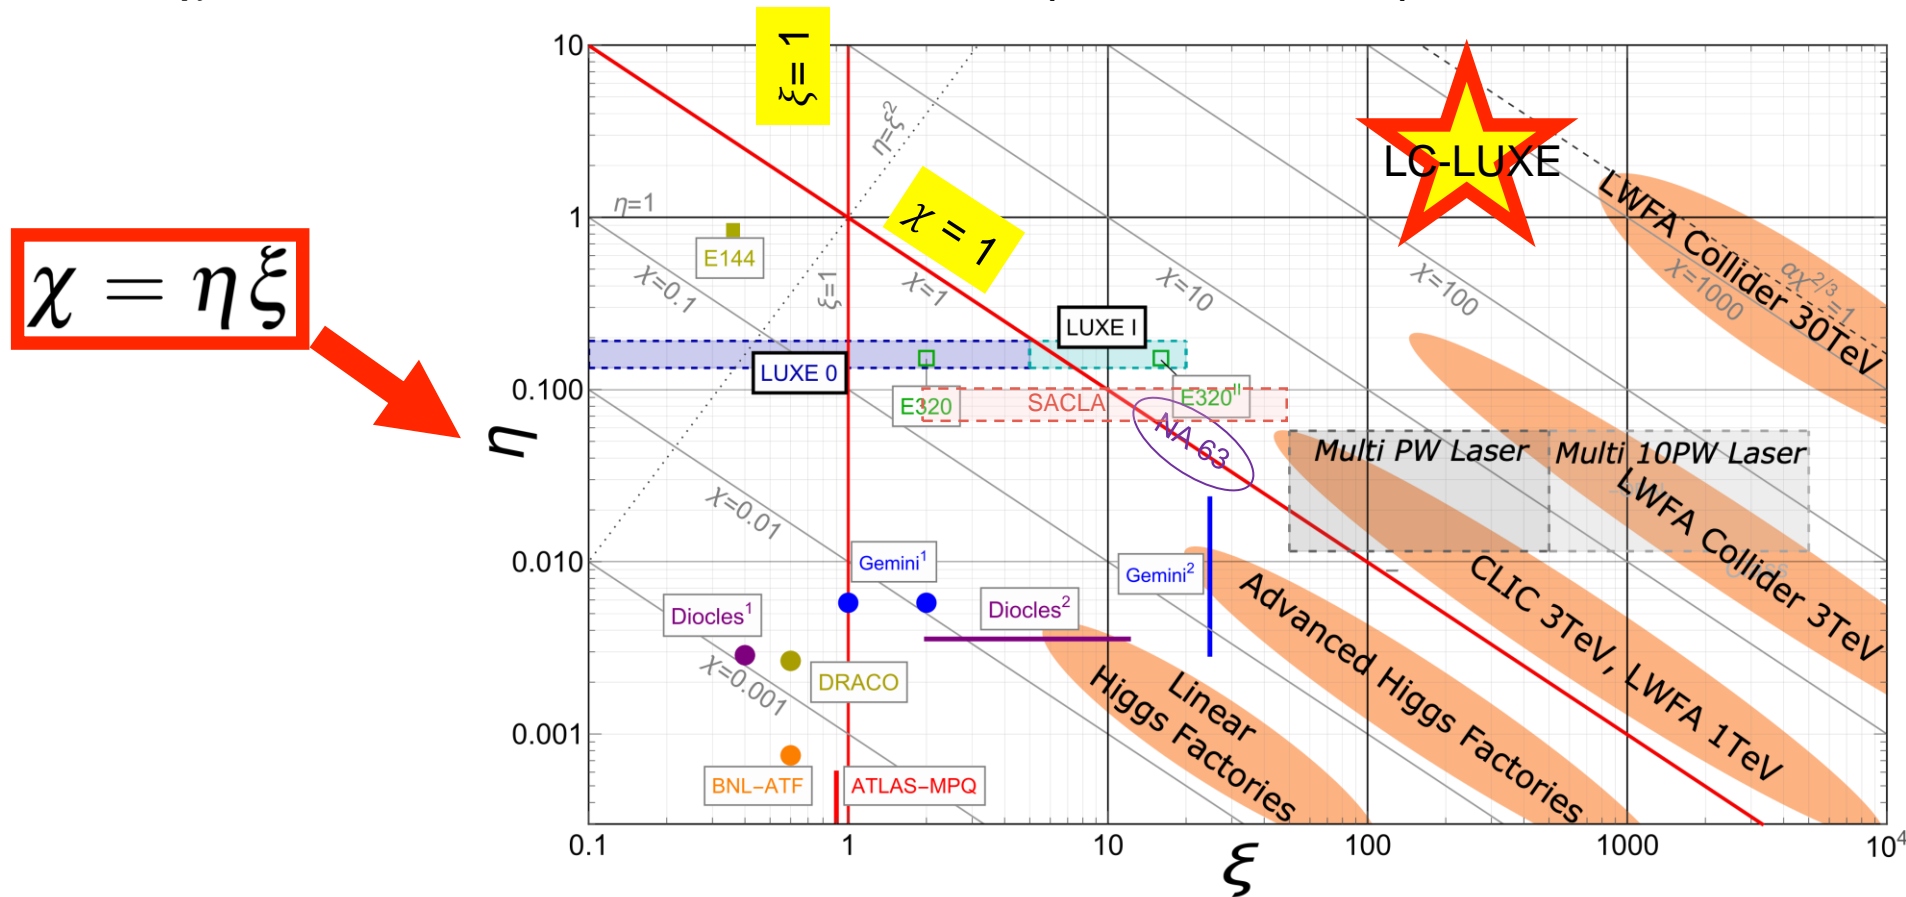 ξ=1
10
η=ξ²
LC-LUXE
η=1
1
χ = 1
E144
χ=0.1
ξ=1
χ=1
χ=10
χ=100
χ=1000
αχ^2/3=1
LWFA Collider 30TeV
χ = η ξ
LUXE I
LUXE 0
0.100
E320
SACLA
E320^II
NA 63
η
Multi PW Laser
Multi 10PW Laser
χ=0.01
LWFA Collider 3TeV
0.010
Gemini¹
Gemini²
CLIC 3TeV, LWFA 1TeV
Diocles¹
Diocles²
Advanced Higgs Factories
DRACO
χ=0.001
Linear
Higgs Factories
0.001
BNL–ATF
ATLAS–MPQ
0.1
1
10
100
1000
10⁴
ξ